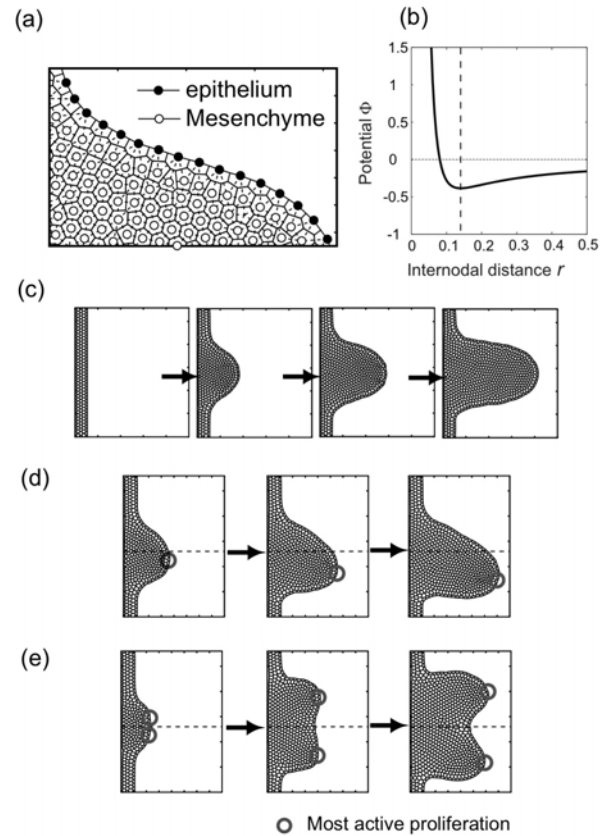 (a)
epithelium
Mesenchyme
(b)
1.5
1
0.5
0
-0.5
-1
Potential Φ
0 0.1 0.2 0.3 0.4 0.5
Internodal distance r
(c)
(d)
(e)
Most active proliferation